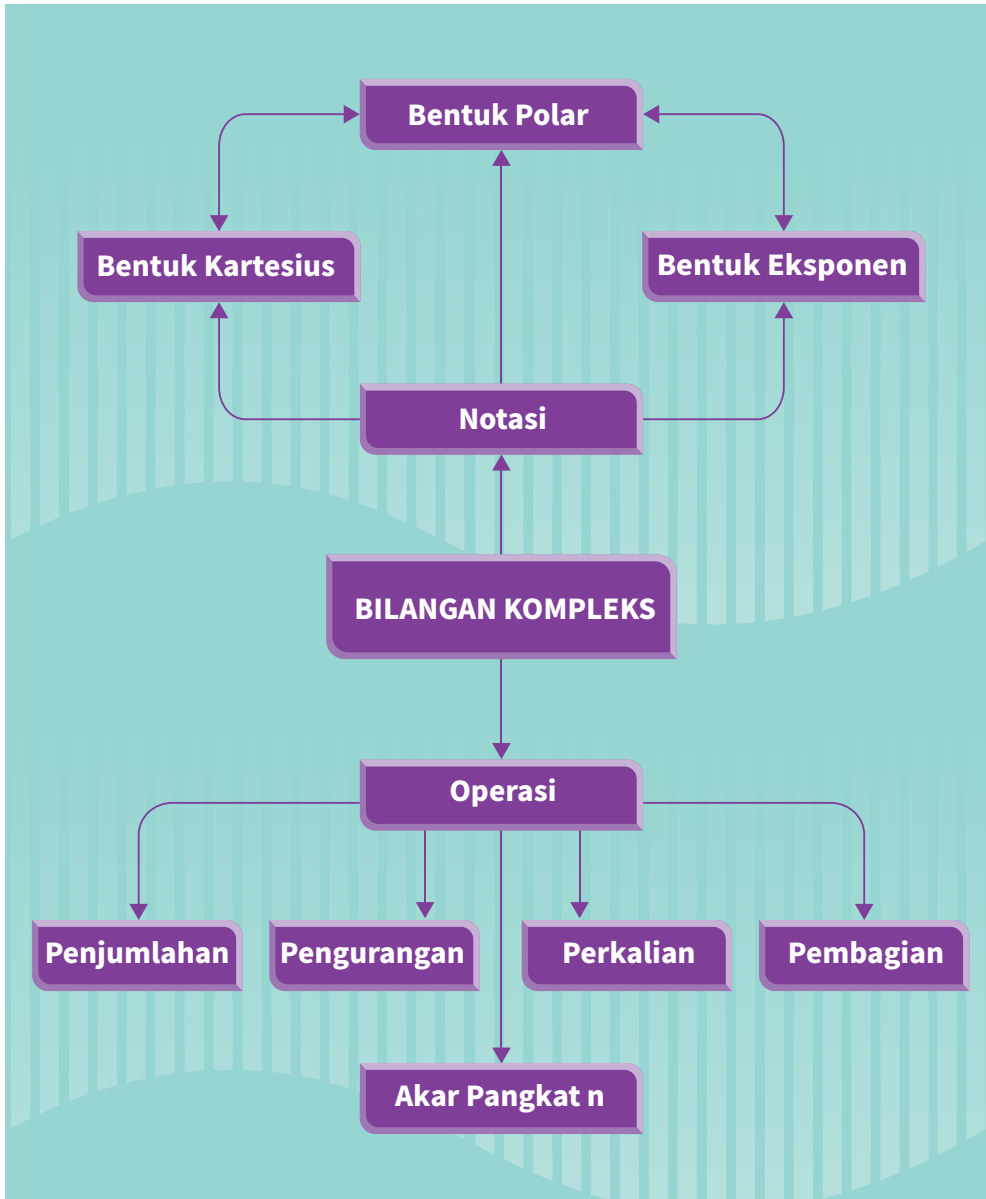 Bentuk Polar
Bentuk Kartesius
Bentuk Eksponen
Notasi
BILANGAN KOMPLEKS
Operasi
Penjumlahan
Pengurangan
Perkalian
Pembagian
Akar Pangkat n